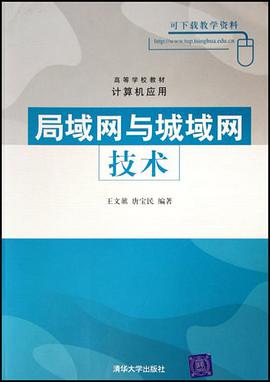 可下载教学资料
http://www.tup.tsinghua.edu.cn
高等学校教材
计算机应用
局域网与城域网
技术
王文鼐 唐宝民 编著
清华大学出版社